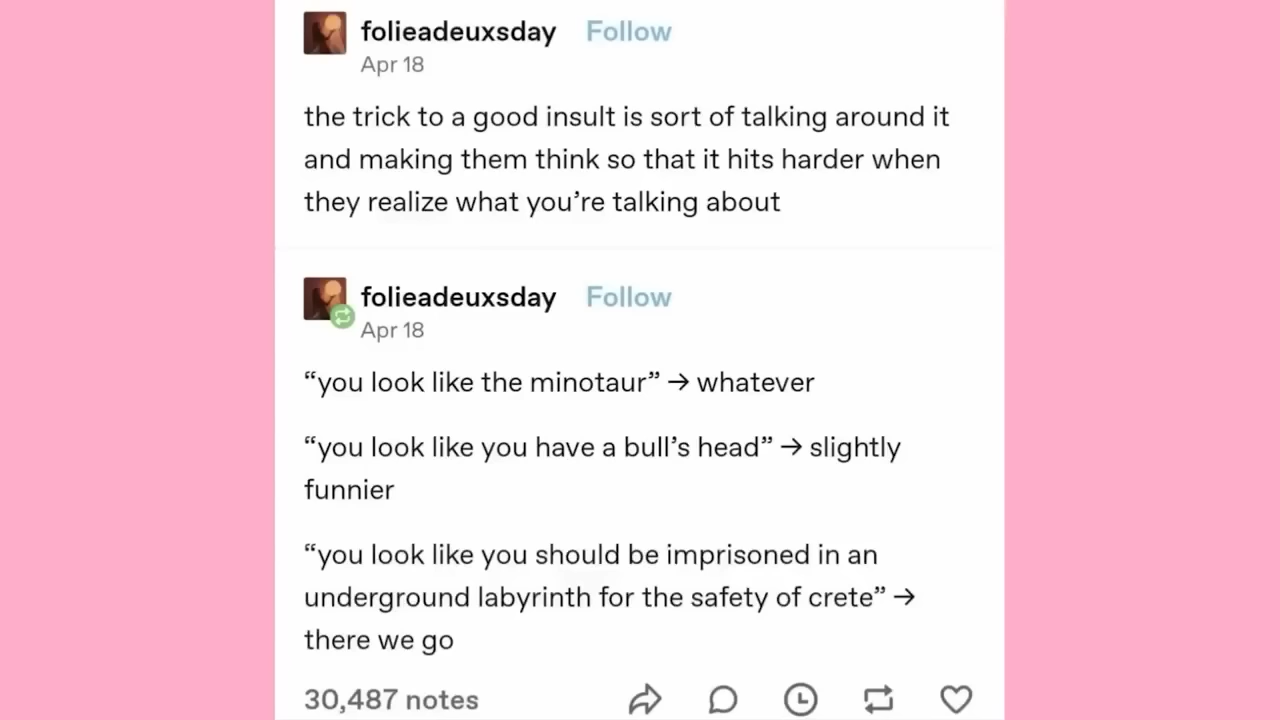 folieadeuxsday Follow
Apr 18
the trick to a good insult is sort of talking around it
and making them think so that it hits harder when
they realize what you’re talking about
folieadeuxsday Follow
Apr 18
“you look like the minotaur” → whatever
“you look like you have a bull’s head” → slightly
funnier
“you look like you should be imprisoned in an
underground labyrinth for the safety of crete” →
there we go
30,487 notes